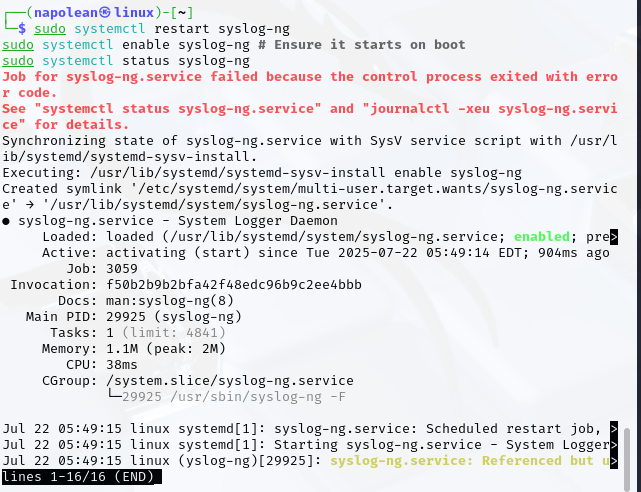 ┌──(napolean㉿linux)-[~]
└─$ sudo systemctl restart syslog-ng
sudo systemctl enable syslog-ng # Ensure it starts on boot
sudo systemctl status syslog-ng
Job for syslog-ng.service failed because the control process exited with erro
r code.
See "systemctl status syslog-ng.service" and "journalctl -xeu syslog-ng.servi
ce" for details.
Synchronizing state of syslog-ng.service with SysV service script with /usr/l
ib/systemd/systemd-sysv-install.
Executing: /usr/lib/systemd/systemd-sysv-install enable syslog-ng
Created symlink '/etc/systemd/system/multi-user.target.wants/syslog-ng.servic
e' → '/usr/lib/systemd/system/syslog-ng.service'.
● syslog-ng.service - System Logger Daemon
     Loaded: loaded (/usr/lib/systemd/system/syslog-ng.service; enabled; pre>
     Active: activating (start) since Tue 2025-07-22 05:49:14 EDT; 904ms ago
        Job: 3059
 Invocation: f50b2b9b2bfa42f48edc96b9c2ee4bbb
       Docs: man:syslog-ng(8)
   Main PID: 29925 (syslog-ng)
      Tasks: 1 (limit: 4841)
     Memory: 1.1M (peak: 2M)
        CPU: 38ms
     CGroup: /system.slice/syslog-ng.service
             └─29925 /usr/sbin/syslog-ng -F

Jul 22 05:49:15 linux systemd[1]: syslog-ng.service: Scheduled restart job, >
Jul 22 05:49:15 linux systemd[1]: Starting syslog-ng.service - System Logger>
Jul 22 05:49:15 linux (yslog-ng)[29925]: syslog-ng.service: Referenced but u>
lines 1-16/16 (END)